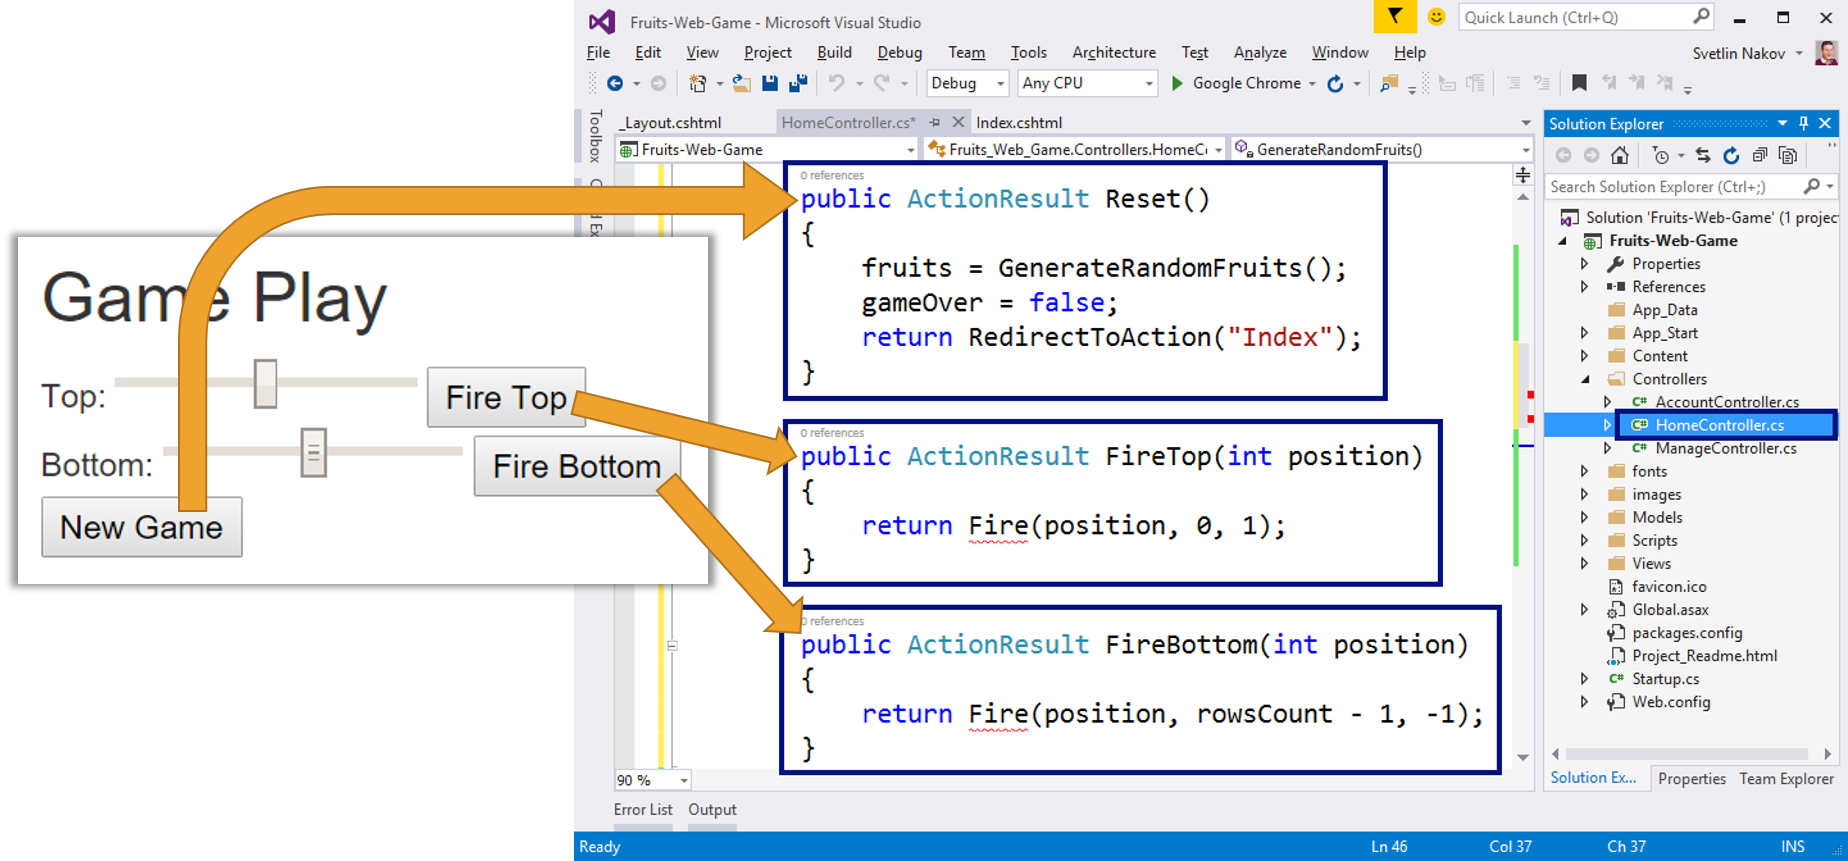 Fruits-Web-Game - Microsoft Visual Studio
Quick Launch (Ctrl+Q)
File Edit View Project Build Debug Team Tools Architecture Test Analyze Window Help
Svetlin Nakov
Debug Any CPU Google Chrome
Toolbox
_Layout.cshtml HomeController.cs* Index.cshtml
Fruits-Web-Game Fruits_Web_Game.Controllers.HomeC GenerateRandomFruits()
0 references
public ActionResult Reset()
{
fruits = GenerateRandomFruits();
gameOver = false;
return RedirectToAction("Index");
}
0 references
public ActionResult FireTop(int position)
{
return Fire(position, 0, 1);
}
0 references
public ActionResult FireBottom(int position)
{
return Fire(position, rowsCount - 1, -1);
}
90 %
Error List Output
Game Play
Top: Fire Top
Bottom: Fire Bottom
New Game
Solution Explorer
Search Solution Explorer (Ctrl+;)
Solution 'Fruits-Web-Game' (1 projec
Fruits-Web-Game
Properties
References
App_Data
App_Start
Content
Controllers
C# AccountController.cs
C# HomeController.cs
C# ManageController.cs
fonts
images
Models
Scripts
Views
favicon.ico
Global.asax
packages.config
Project_Readme.html
C# Startup.cs
Web.config
Solution Ex... Properties Team Explorer
Ready Ln 46 Col 37 Ch 37 INS